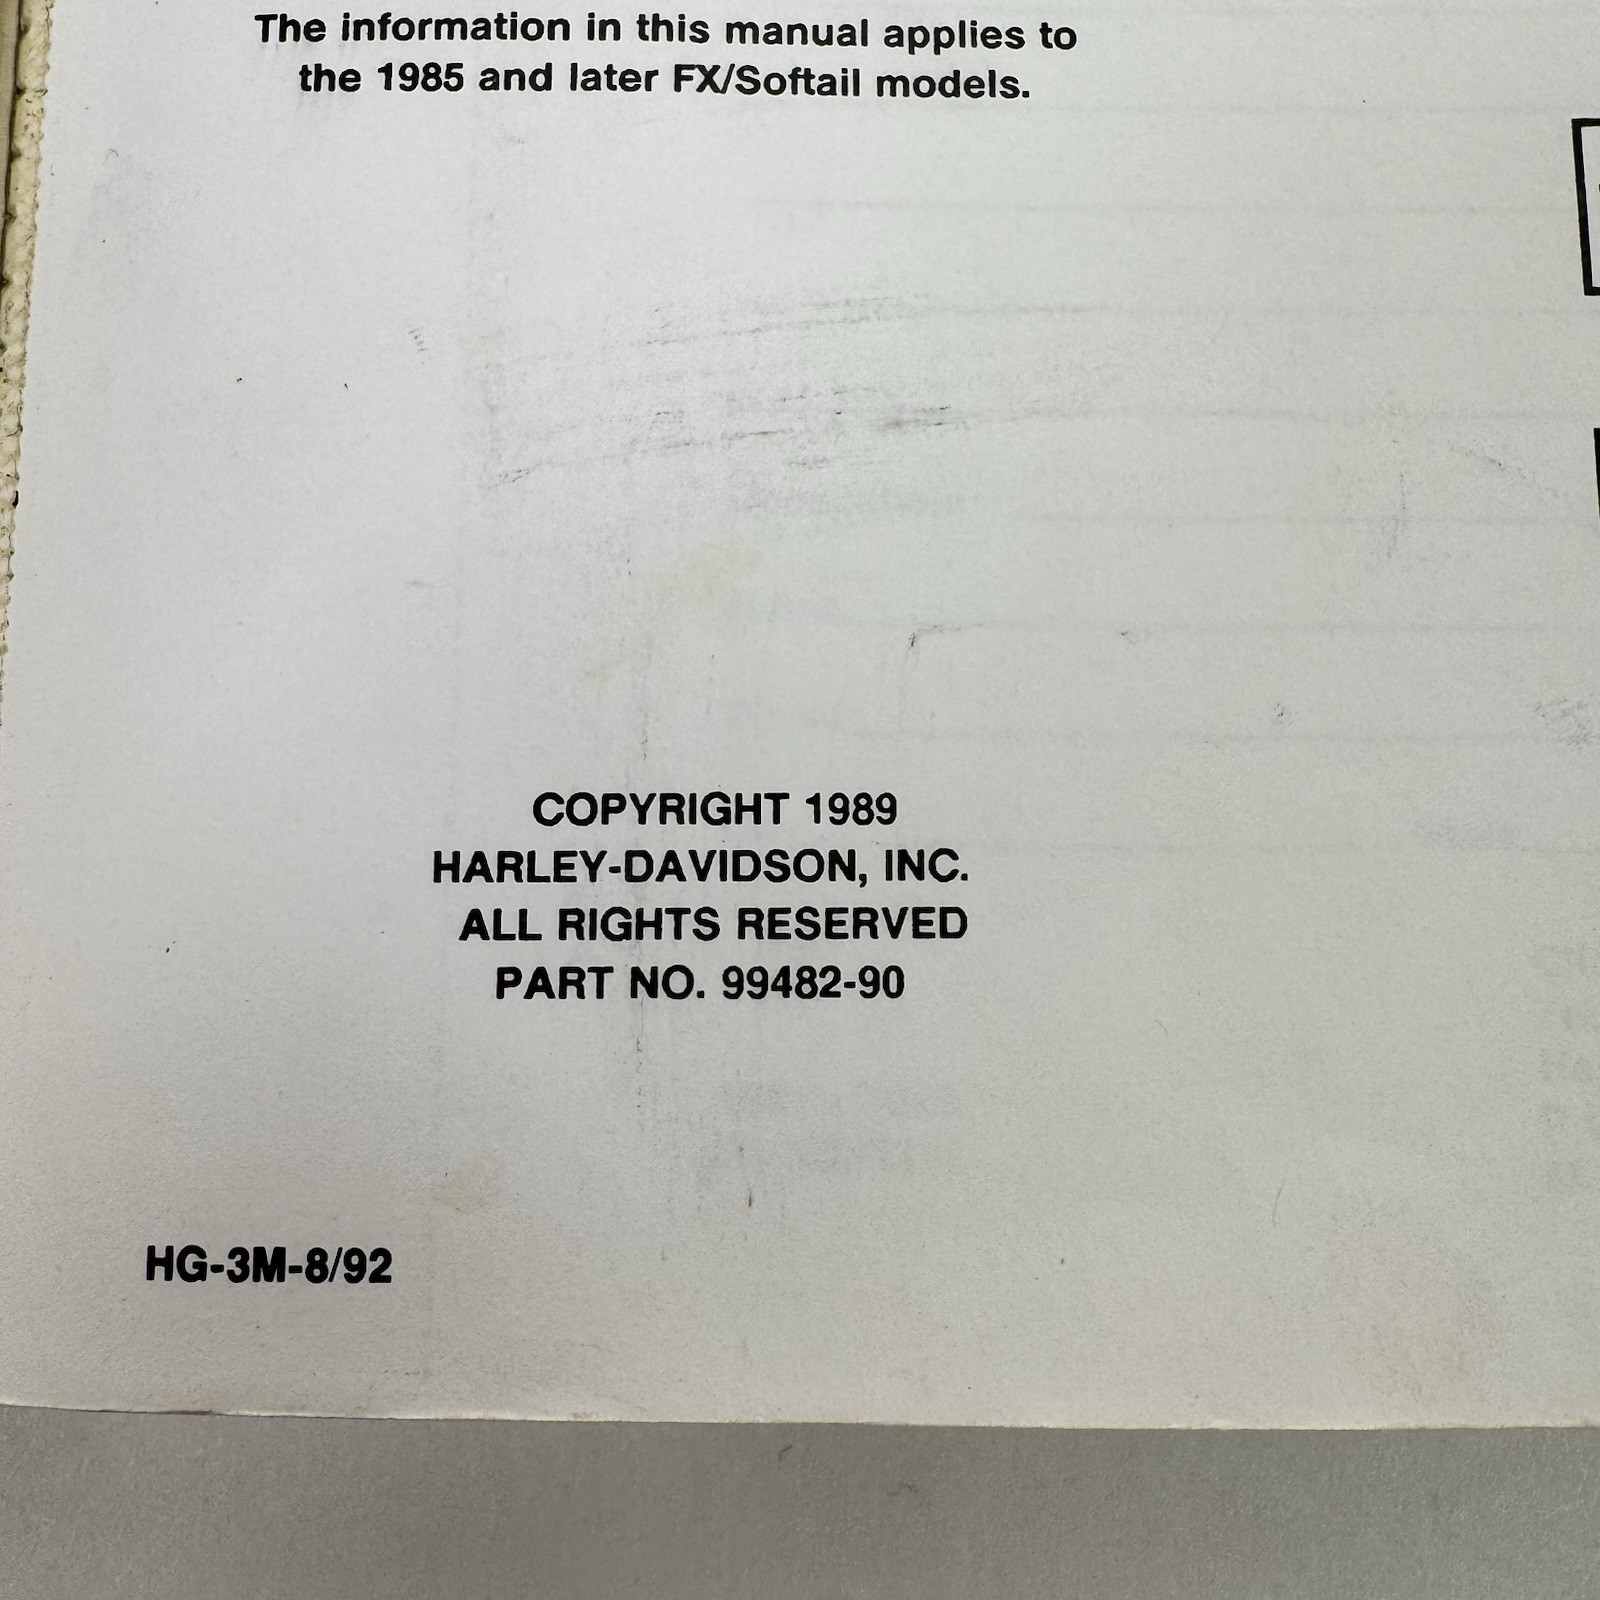 The information in this manual applies to
the 1985 and later FX/Softail models.
COPYRIGHT 1989
HARLEY-DAVIDSON, INC.
ALL RIGHTS RESERVED
PART NO. 99482-90
HG-3M-8/92